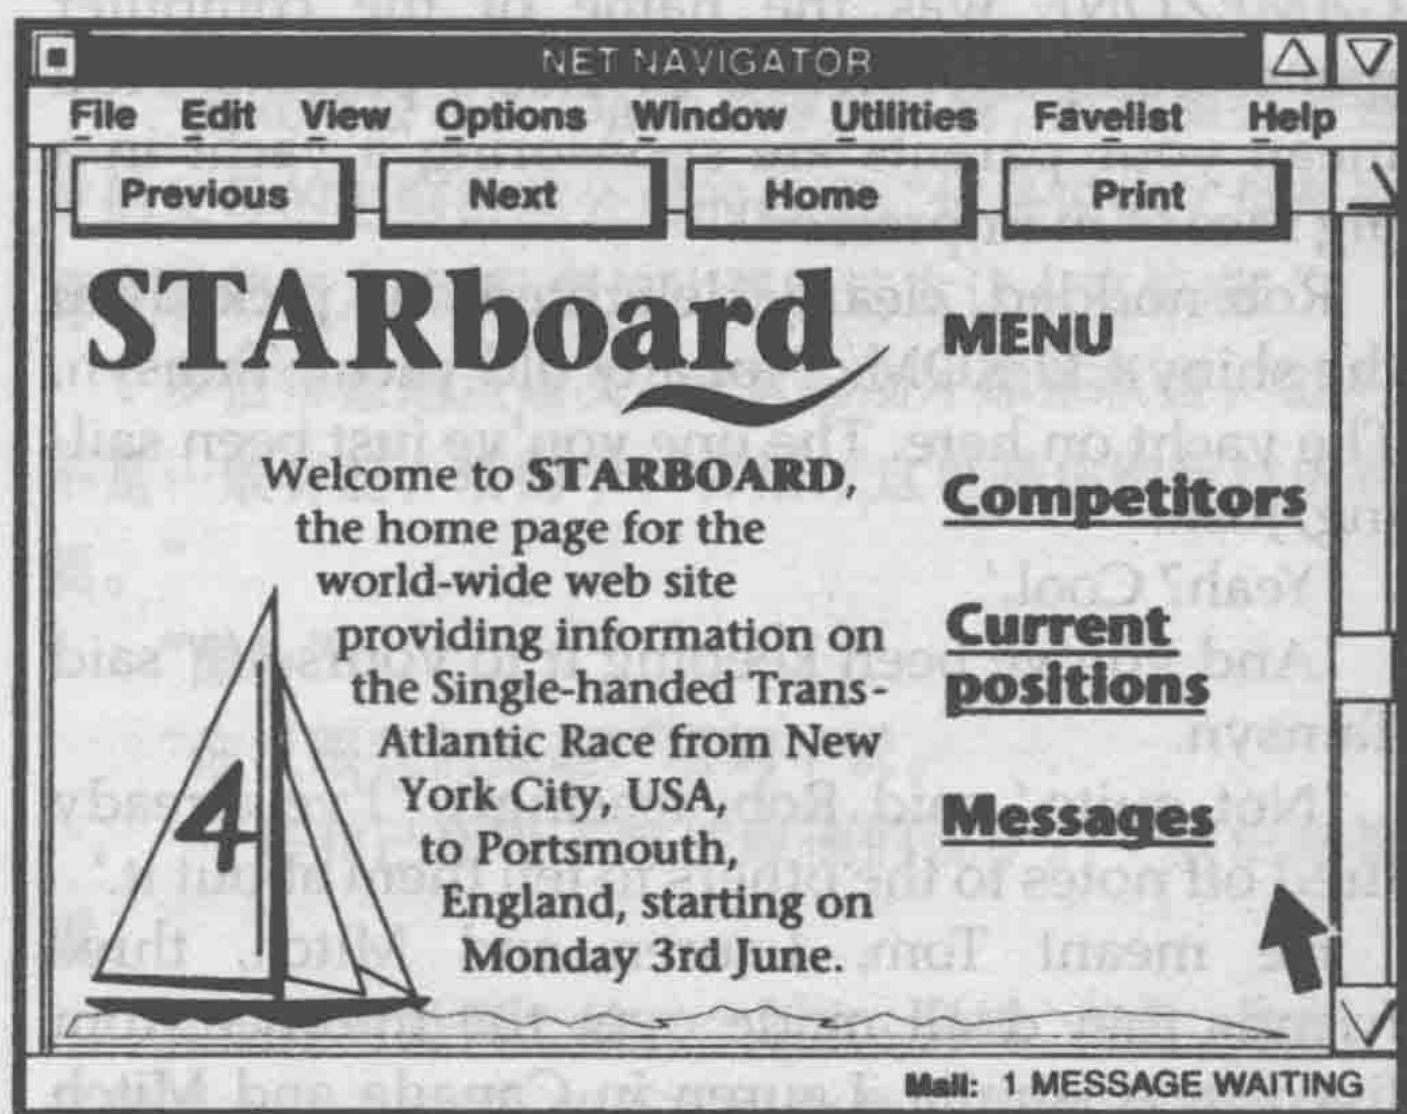 NET NAVIGATOR
File Edit View Options Window Utilities Favelist Help
Previous Next Home Print
STARboard
Welcome to STARBOARD,
the home page for the
world-wide web site
providing information on
the Single-handed Trans-
Atlantic Race from New
York City, USA,
to Portsmouth,
England, starting on
Monday 3rd June.
4
MENU
Competitors
Current
positions
Messages
Mail: 1 MESSAGE WAITING